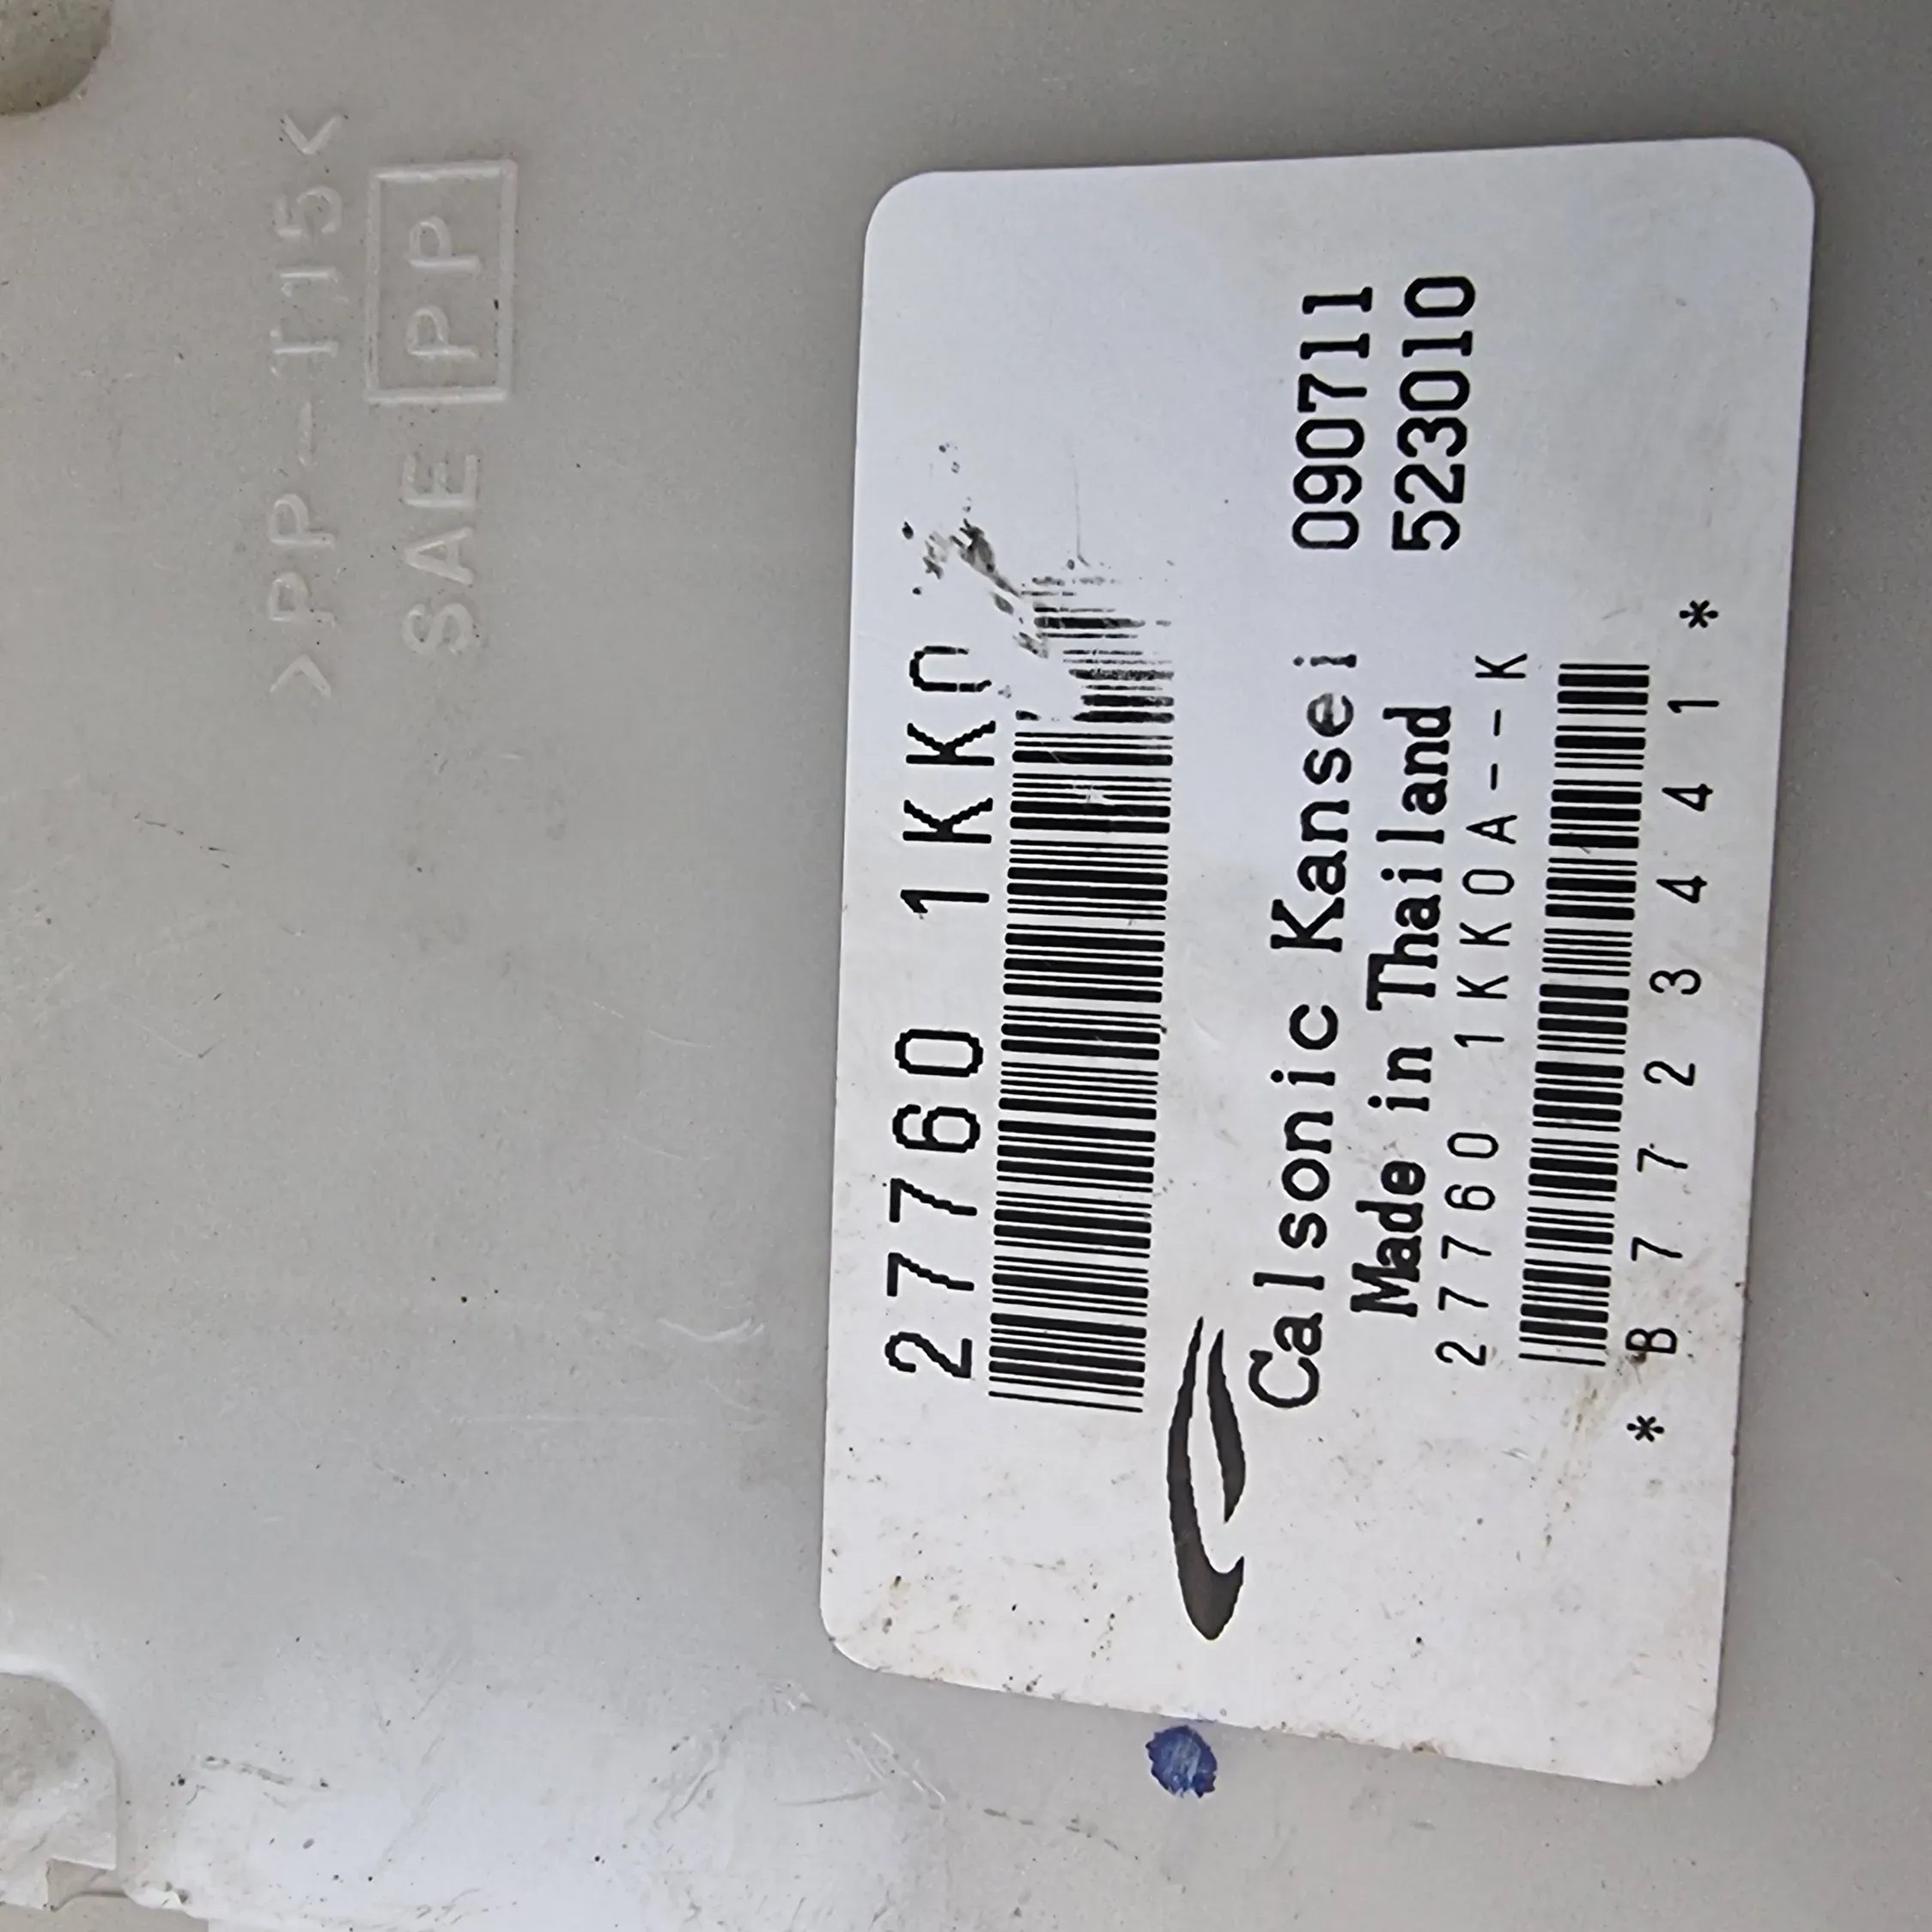 >PP-T15<
SAE PP
27760 1KK0
Calsonic Kansei 090711
Made in Thailand 523010
27760 1KK0A--K
*B7723441*